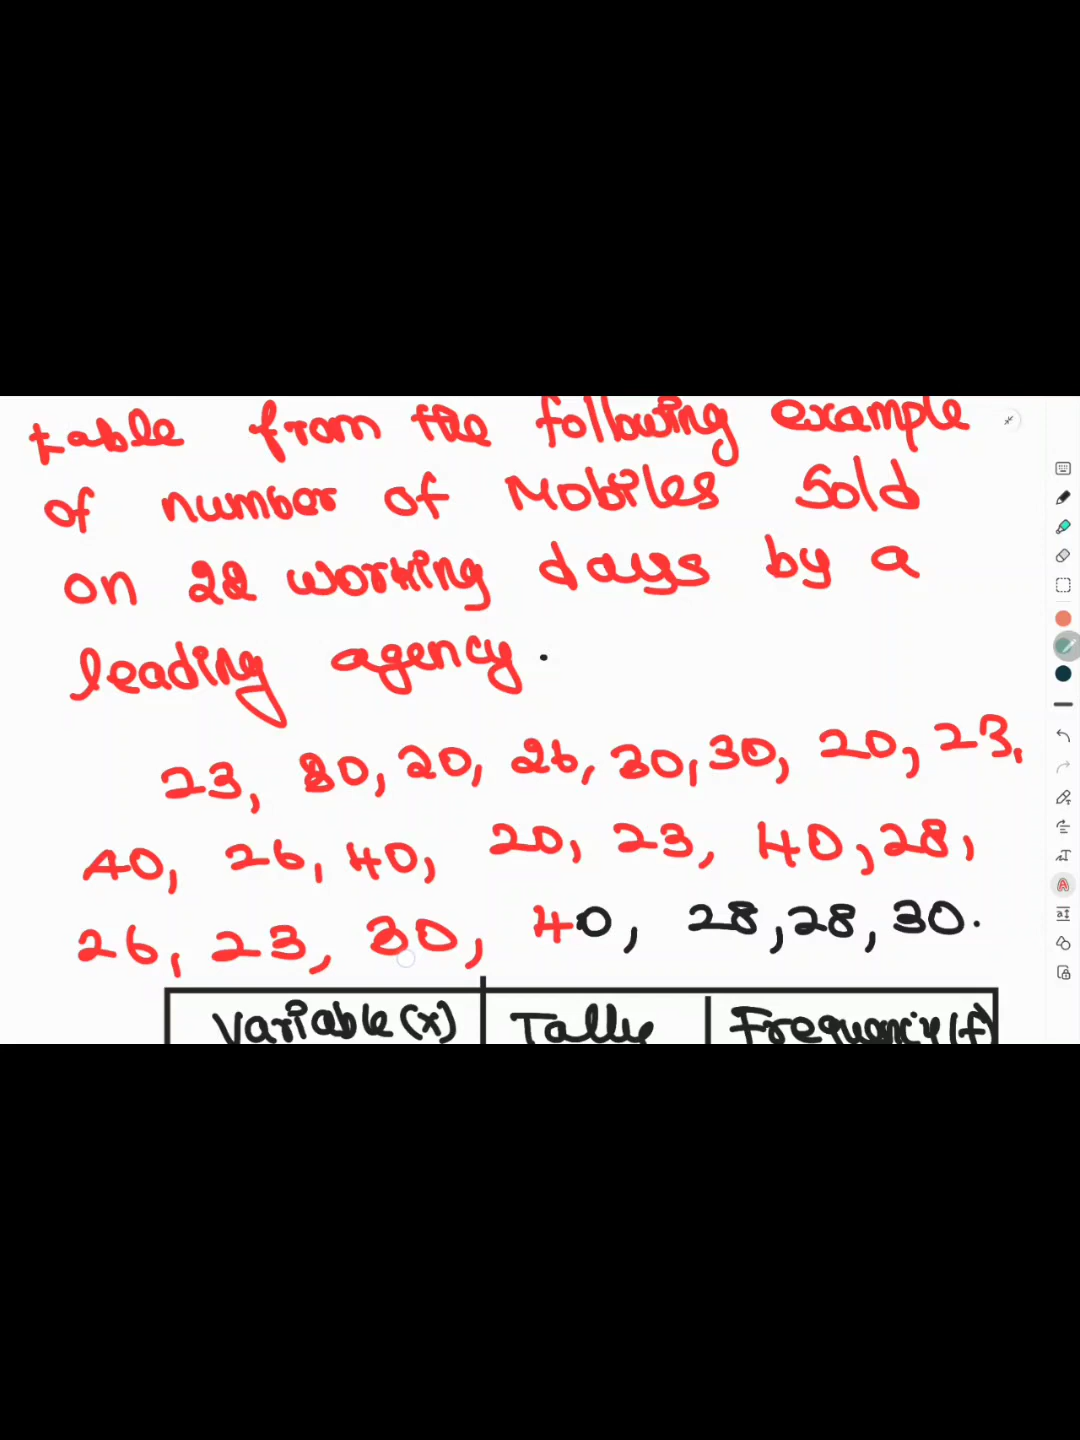 table from the following example
of number of Mobiles Sold
on 22 working days by a
leading agency.
23, 30, 20, 26, 30, 30, 20, 23,
40, 26, 40, 20, 23, 40, 28,
26, 23, 30, 40, 28, 28, 30.
Variable(x) Tally Frequency(f)